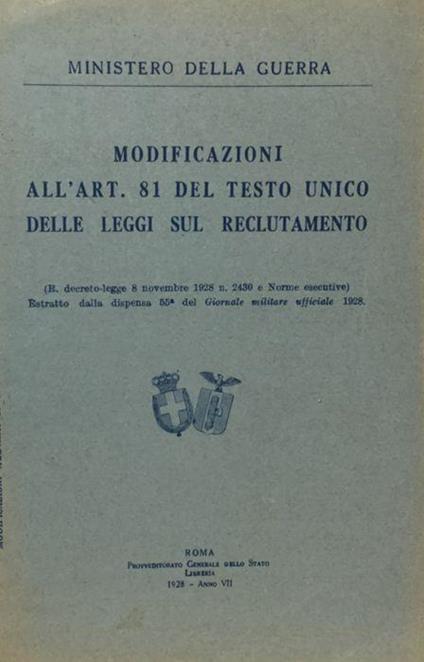 MINISTERO DELLA GUERRA
MODIFICAZIONI
ALL'ART. 81 DEL TESTO UNICO
DELLE LEGGI SUL RECLUTAMENTO
(R. decreto-legge 8 novembre 1928 n. 2430 e Norme esecutive)
Estratto dalla dispensa 55ª del Giornale militare ufficiale 1928.
ROMA
Provveditorato Generale dello Stato
Libreria
1928 - Anno VII